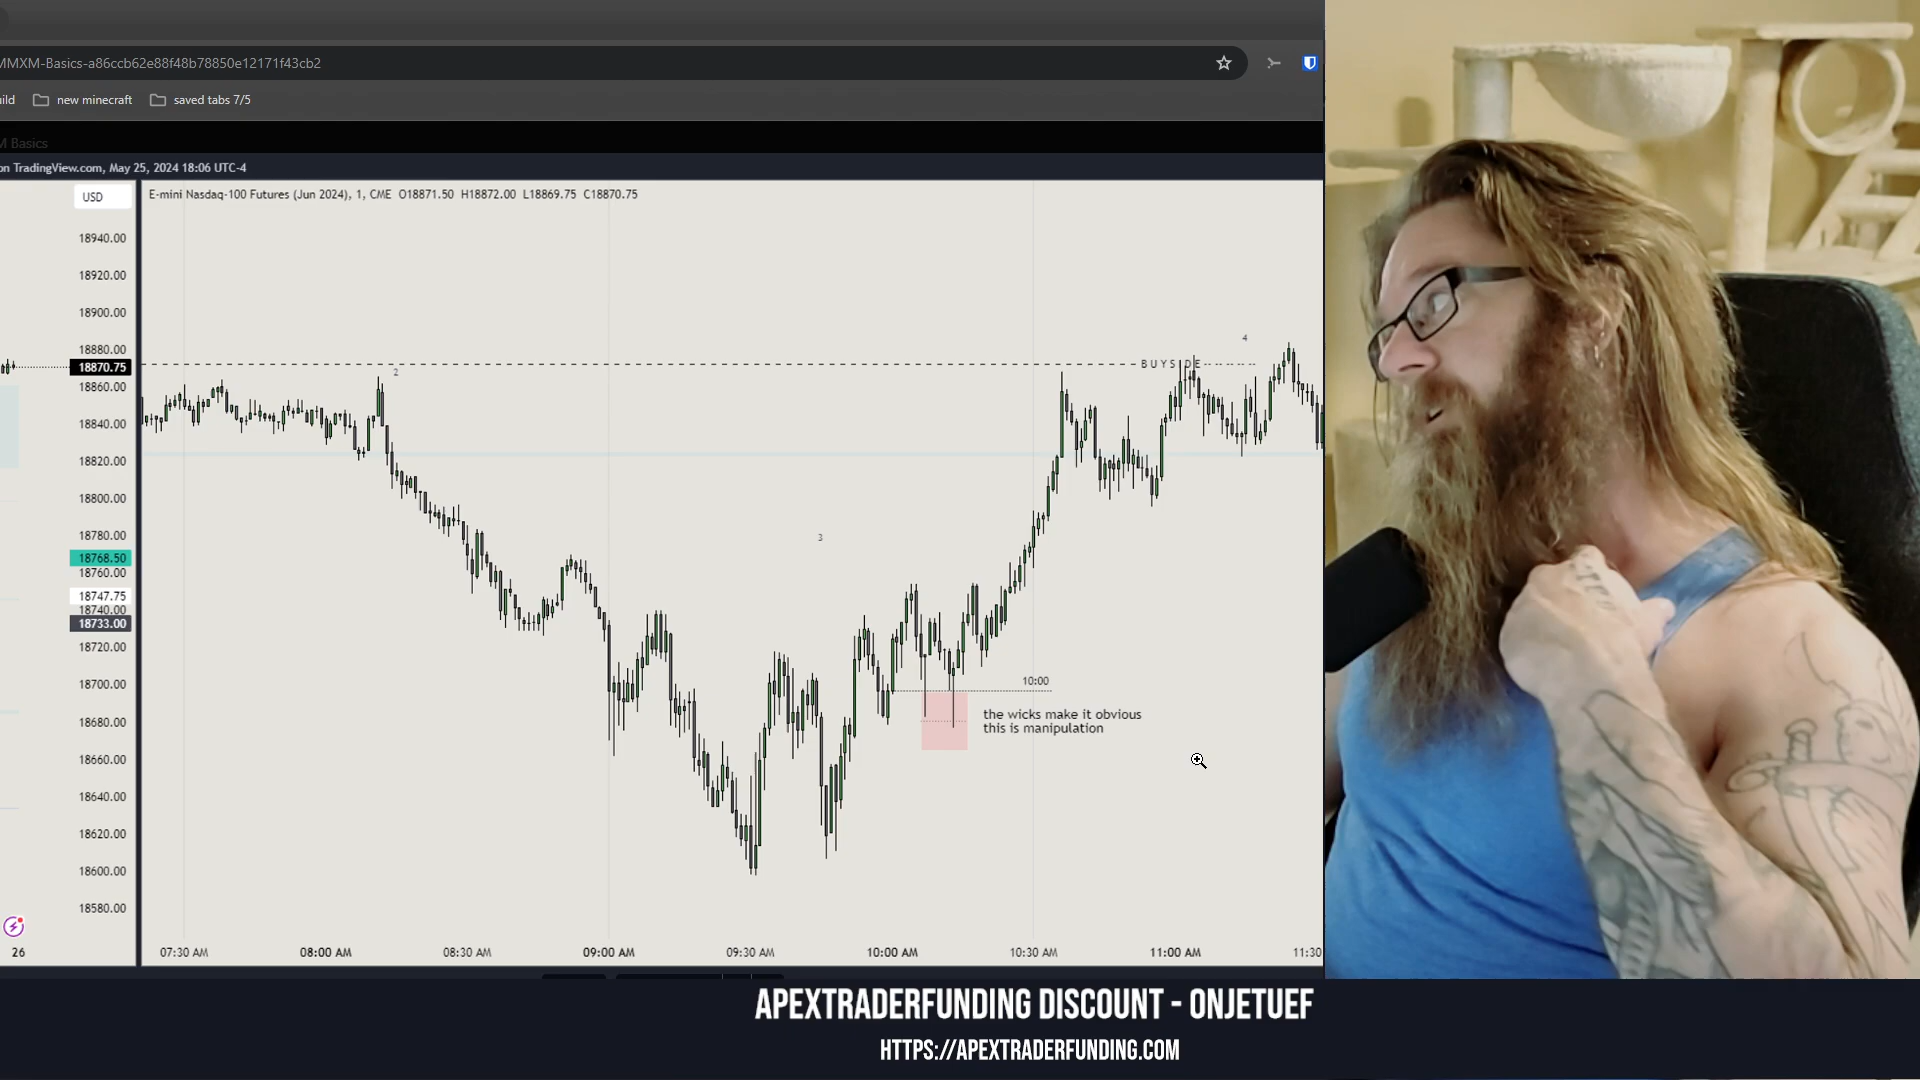 MMXM-Basics-a86ccb62e88f48b78850e12171f43cb2
ild
new minecraft
saved tabs 7/5
M Basics
on TradingView.com, May 25, 2024 18:06 UTC-4
USD
E-mini Nasdaq-100 Futures (Jun 2024), 1, CME O18871.50 H18872.00 L18869.75 C18870.75
18940.00
18920.00
18900.00
18880.00
18870.75
18860.00
18840.00
18820.00
18800.00
18780.00
18768.50
18760.00
18747.75
18740.00
18733.00
18720.00
18700.00
18680.00
18660.00
18640.00
18620.00
18600.00
18580.00
2
3
4
BUYSIDE
10:00
the wicks make it obvious
this is manipulation
26
07:30 AM 08:00 AM 08:30 AM 09:00 AM 09:30 AM 10:00 AM 10:30 AM 11:00 AM 11:30
APEXTRADERFUNDING DISCOUNT - ONJETUEF
HTTPS://APEXTRADERFUNDING.COM